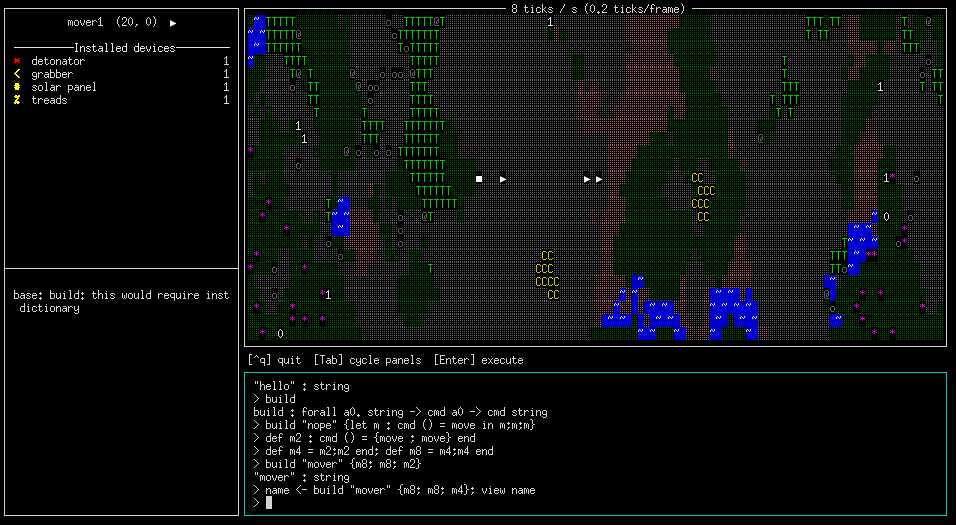 8 ticks / s (0.2 ticks/frame)
mover1 (20, 0) ▶
Installed devices
detonator 1
< grabber 1
solar panel 1
treads 1
base: build: this would require inst
dictionary
[^q] quit [Tab] cycle panels [Enter] execute
"hello" : string
> build
build : forall a0. string -> cmd a0 -> cmd string
> build "nope" {let m : cmd () = move in m;m;m}
> def m2 : cmd () = {move ; move} end
> def m4 = m2;m2 end; def m8 = m4;m4 end
> build "mover" {m8; m8; m2}
"mover" : string
> name <- build "mover" {m8; m8; m4}; view name
>